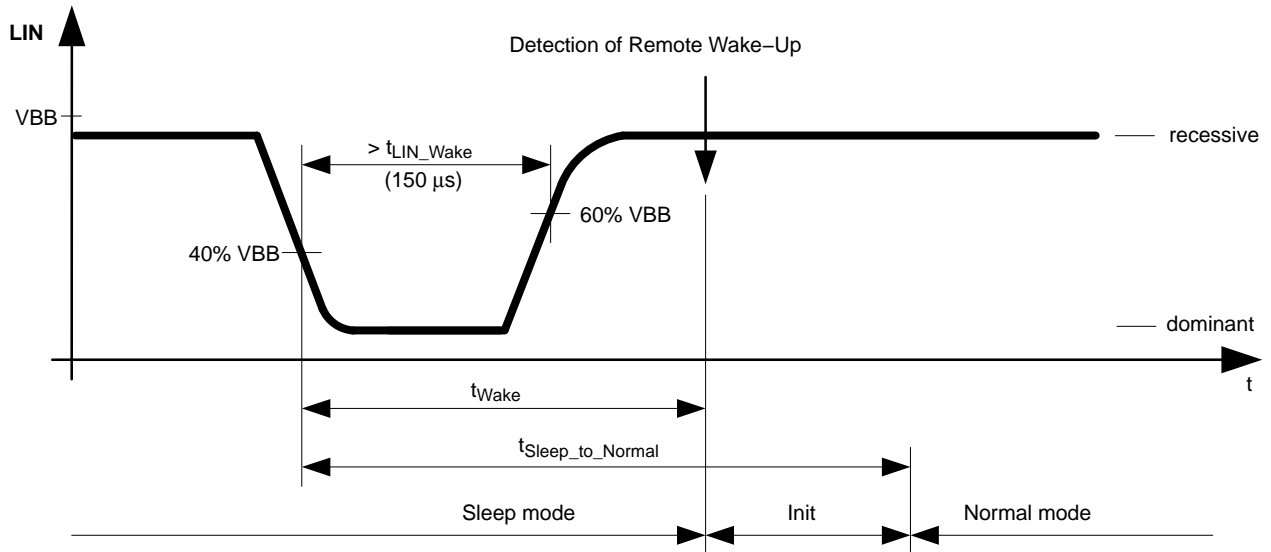 LIN
Detection of Remote Wake−Up
VBB
recessive
> tLIN_Wake
(150 μs)
60% VBB
40% VBB
dominant
t
tWake
tSleep_to_Normal
Sleep mode
Init
Normal mode